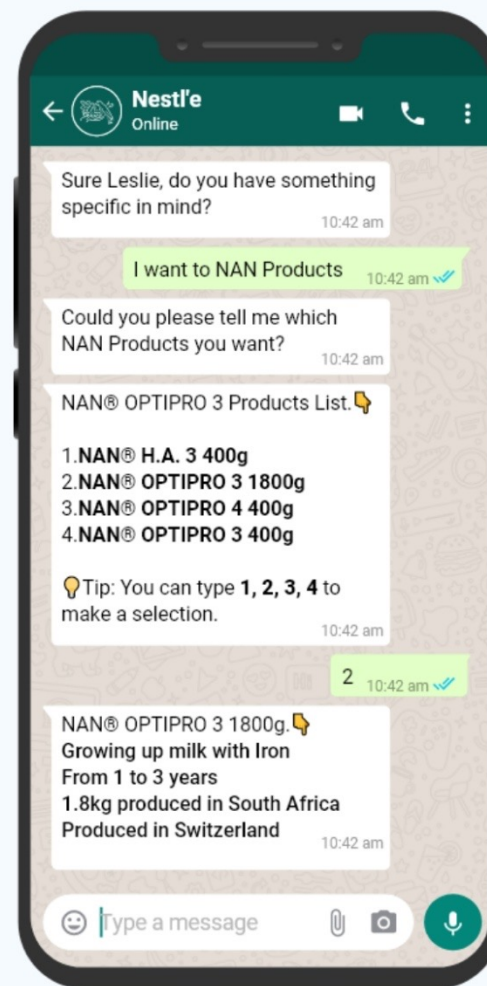 Nestl'e
Online
Sure Leslie, do you have something
specific in mind?
10:42 am
I want to NAN Products
10:42 am
Could you please tell me which
NAN Products you want?
10:42 am
NAN® OPTIPRO 3 Products List.👇
1.NAN® H.A. 3 400g
2.NAN® OPTIPRO 3 1800g
3.NAN® OPTIPRO 4 400g
4.NAN® OPTIPRO 3 400g
💡Tip: You can type 1, 2, 3, 4 to
make a selection.
10:42 am
2
10:42 am
NAN® OPTIPRO 3 1800g.👇
Growing up milk with Iron
From 1 to 3 years
1.8kg produced in South Africa
Produced in Switzerland
10:42 am
Type a message